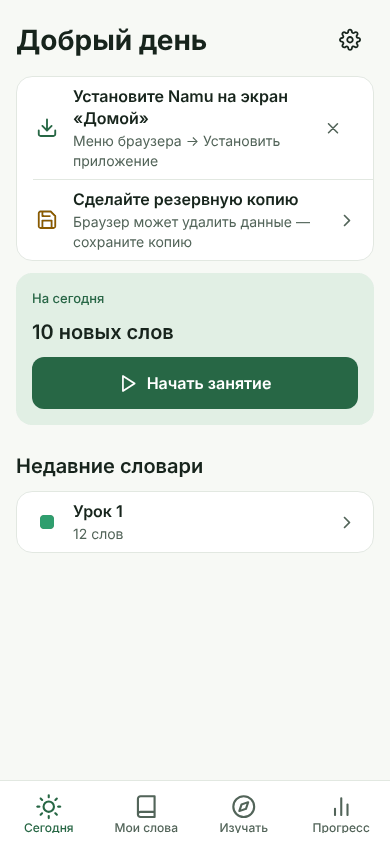 Добрый день
Установите Namu на экран
«Домой»
Меню браузера → Установить
приложение
Сделайте резервную копию
Браузер может удалить данные —
сохраните копию
На сегодня
10 новых слов
Начать занятие
Недавние словари
Урок 1
12 слов
Сегодня
Мои слова
Изучать
Прогресс